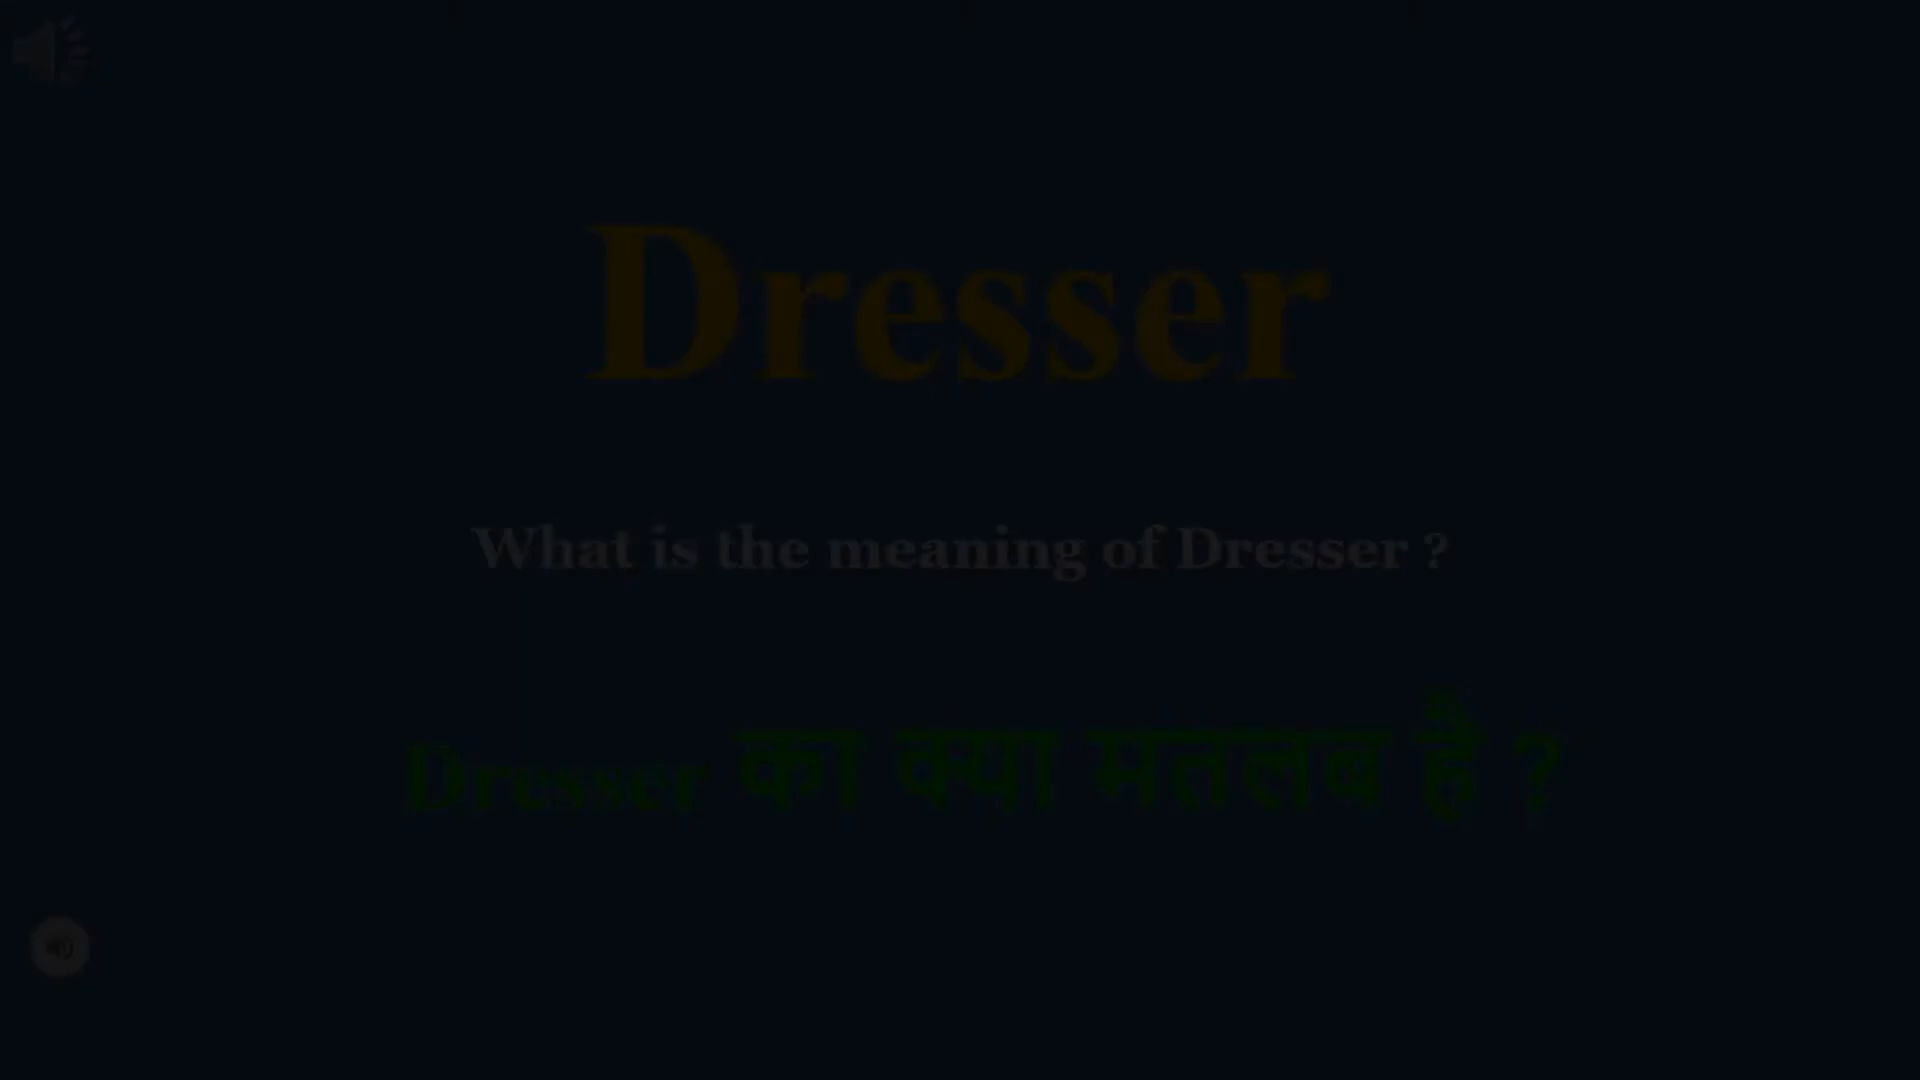 Dresser
What is the meaning of Dresser ?
Dresser का क्या मतलब है ?